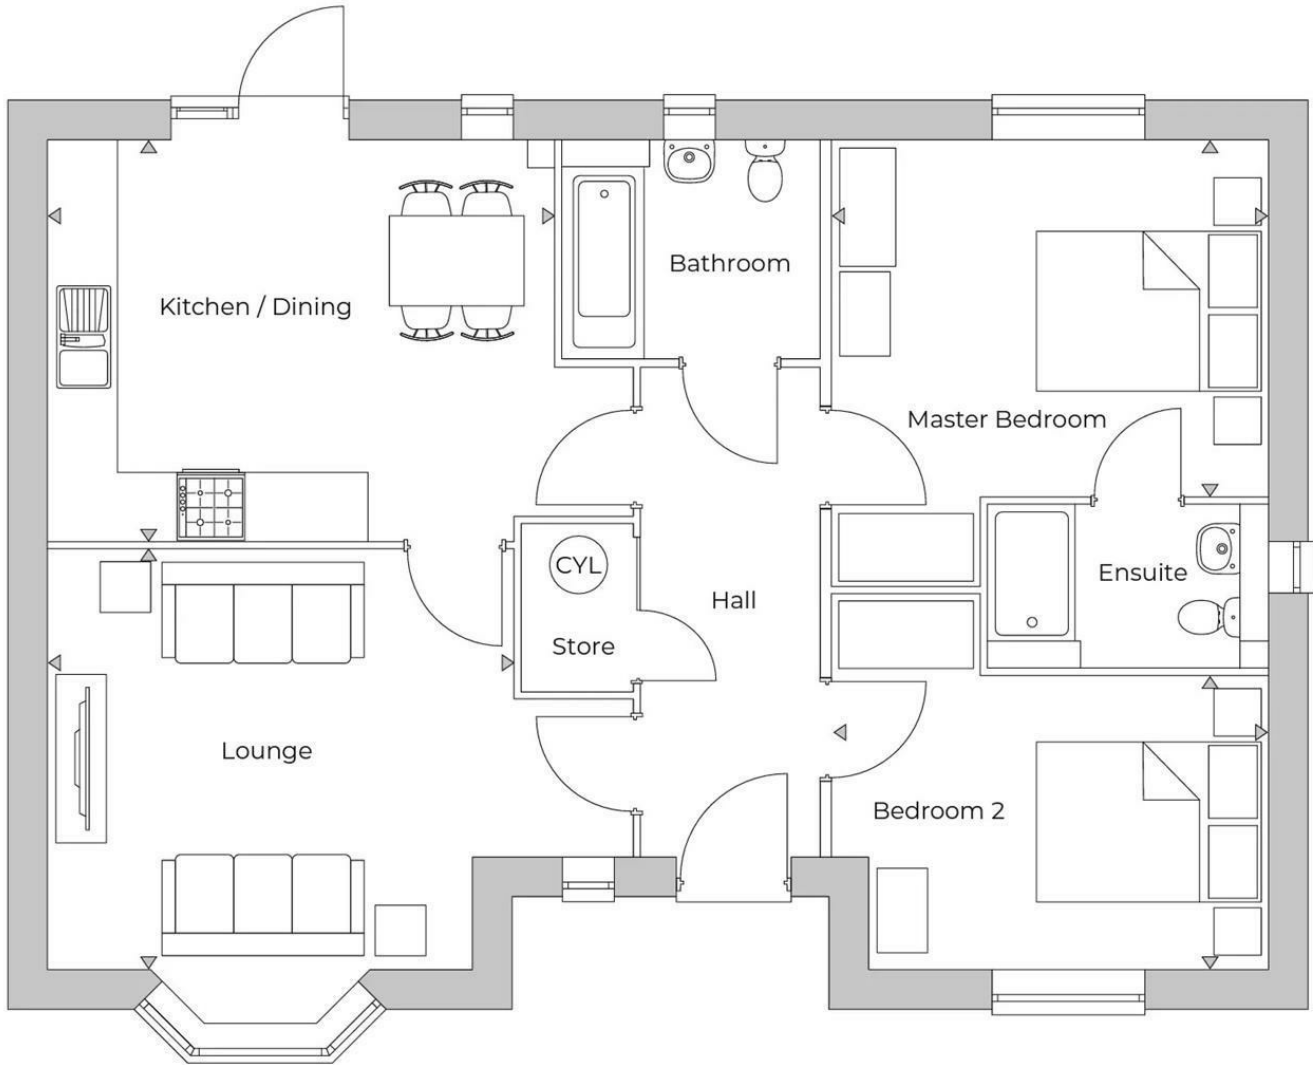 Bathroom
Kitchen / Dining
Master Bedroom
CYL
Ensuite
Hall
Store
Lounge
Bedroom 2